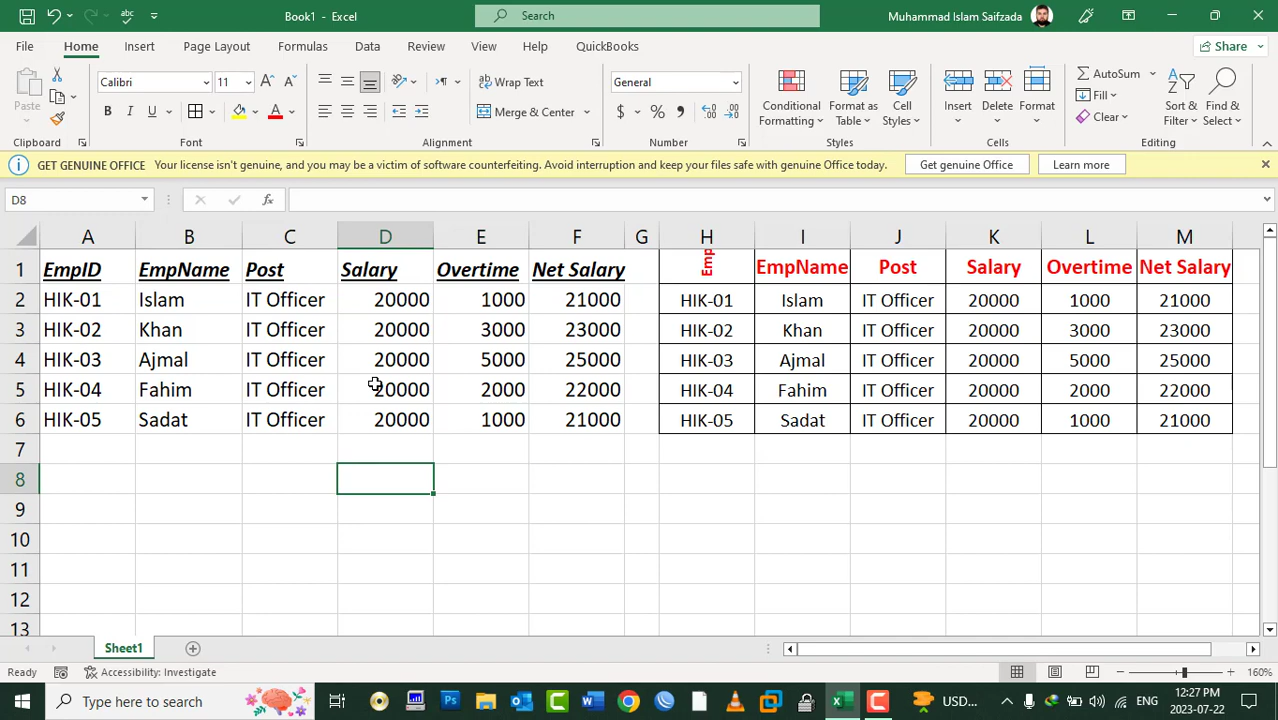 Book1 - Excel
Search
Muhammad Islam Saifzada
File Home Insert Page Layout Formulas Data Review View Help QuickBooks Share
Paste
Calibri 11
Wrap Text
General
Merge & Center
Conditional Formatting
Format as Table
Cell Styles
Insert
Delete
Format
AutoSum
Fill
Clear
Sort & Filter
Find & Select
Clipboard Font Alignment Number Styles Cells Editing
GET GENUINE OFFICE Your license isn't genuine, and you may be a victim of software counterfeiting. Avoid interruption and keep your files safe with genuine Office today. Get genuine Office Learn more
D8
A B C D E F G H I J K L M
1 EmpID EmpName Post Salary Overtime Net Salary Emp EmpName Post Salary Overtime Net Salary
2 HIK-01 Islam IT Officer 20000 1000 21000 HIK-01 Islam IT Officer 20000 1000 21000
3 HIK-02 Khan IT Officer 20000 3000 23000 HIK-02 Khan IT Officer 20000 3000 23000
4 HIK-03 Ajmal IT Officer 20000 5000 25000 HIK-03 Ajmal IT Officer 20000 5000 25000
5 HIK-04 Fahim IT Officer 20000 2000 22000 HIK-04 Fahim IT Officer 20000 2000 22000
6 HIK-05 Sadat IT Officer 20000 1000 21000 HIK-05 Sadat IT Officer 20000 1000 21000
7
8
9
10
11
12
13
Sheet1
Ready Accessibility: Investigate 160%
Type here to search
USD...
ENG
12:27 PM
2023-07-22